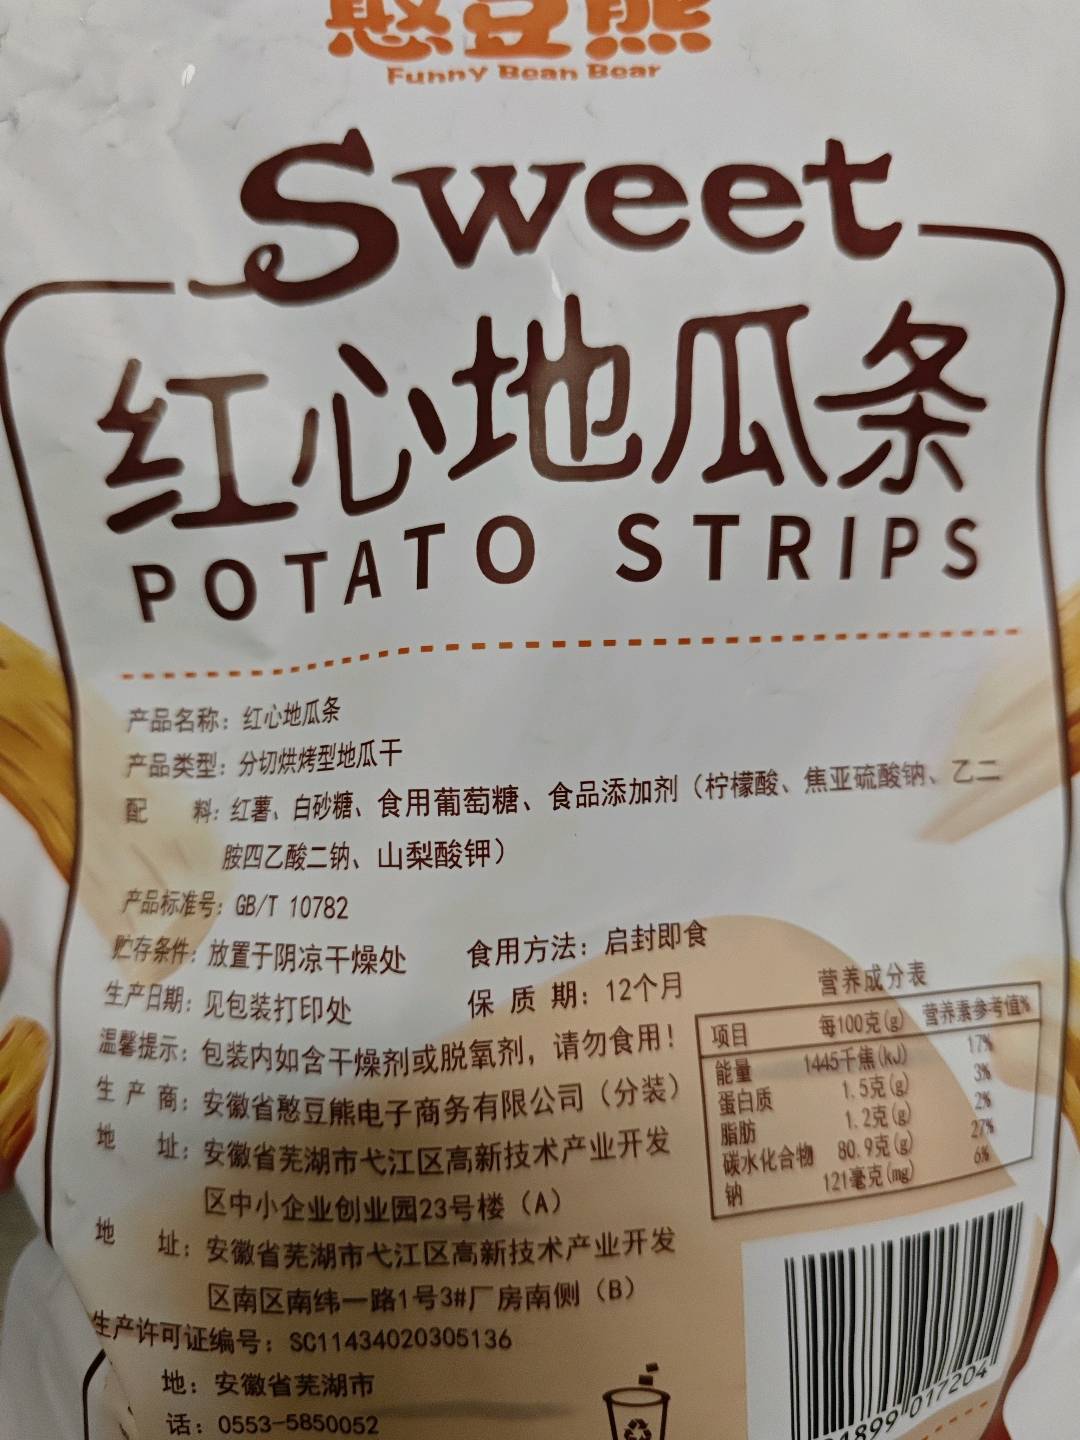 憨豆熊
Funny Bean Bear
Sweet
红心地瓜条
POTATO STRIPS
产品名称：红心地瓜条
产品类型：分切烘烤型地瓜干
配 料：红薯、白砂糖、食用葡萄糖、食品添加剂（柠檬酸、焦亚硫酸钠、乙二
胺四乙酸二钠、山梨酸钾）
产品标准号：GB/T 10782
贮存条件：放置于阴凉干燥处 食用方法：启封即食
生产日期：见包装打印处 保 质 期：12个月
温馨提示：包装内如含干燥剂或脱氧剂，请勿食用！
生 产 商：安徽省憨豆熊电子商务有限公司（分装）
地 址：安徽省芜湖市弋江区高新技术产业开发
区中小企业创业园23号楼（A）
地 址：安徽省芜湖市弋江区高新技术产业开发
区南区南纬一路1号3#厂房南侧（B）
生产许可证编号：SC11434020305136
地：安徽省芜湖市
话：0553-5850052
营养成分表
项目 每100克(g) 营养素参考值%
能量 1445千焦(kJ) 17%
蛋白质 1.5克(g) 3%
脂肪 1.2克(g) 2%
碳水化合物 80.9克(g) 27%
钠 121毫克(mg) 6%
1899 017204